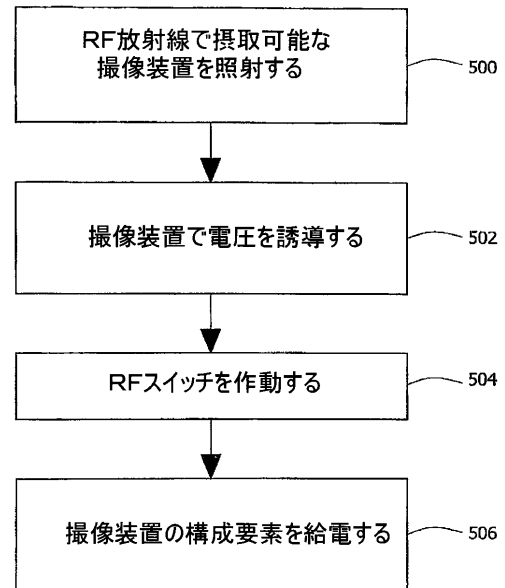 RF放射線で摂取可能な
撮像装置を照射する
500
撮像装置で電圧を誘導する
502
RFスイッチを作動する
504
撮像装置の構成要素を給電する
506